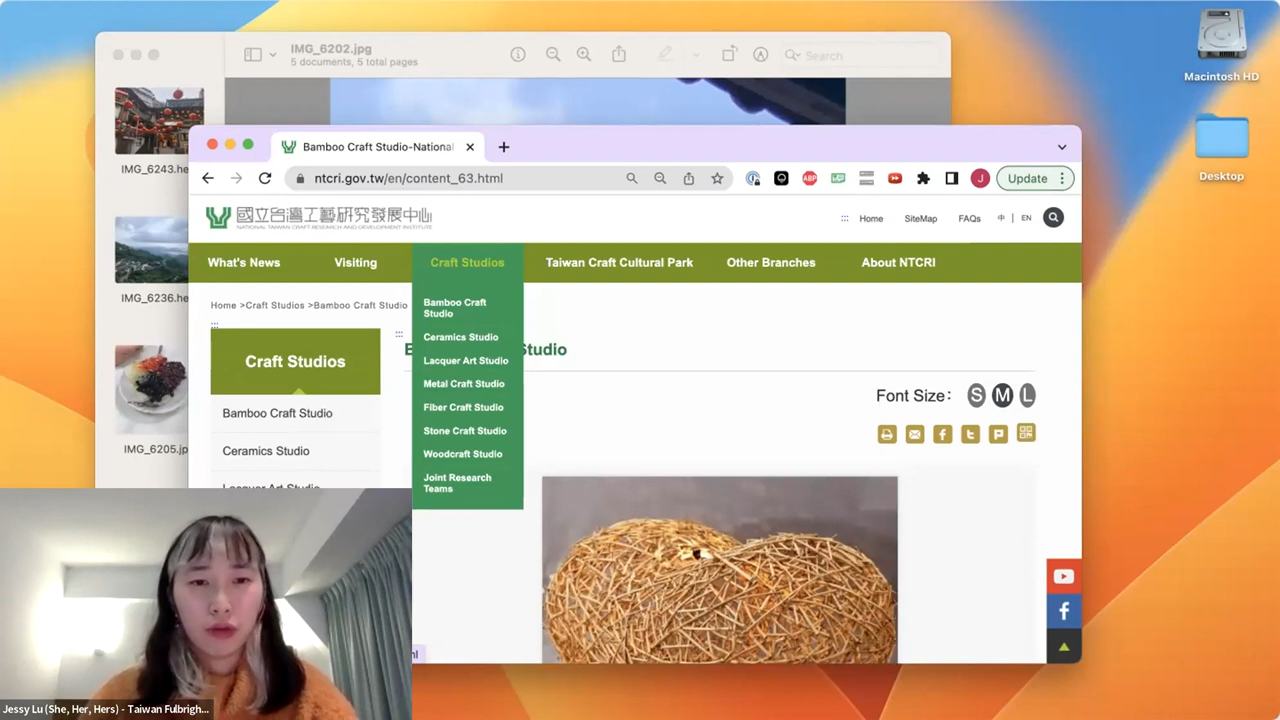 IMG_6202.jpg
5 documents, 5 total pages
Search
Macintosh HD
Desktop
IMG_6243.he
IMG_6236.he
IMG_6205.jp
Bamboo Craft Studio-National
ntcri.gov.tw/en/content_63.html
ABP
J
Update
國立台灣工藝研究發展中心
NATIONAL TAIWAN CRAFT RESEARCH AND DEVELOPMENT INSTITUTE
Home
SiteMap
FAQs
中 | EN
What's News
Visiting
Craft Studios
Taiwan Craft Cultural Park
Other Branches
About NTCRI
Bamboo Craft
Studio
Ceramics Studio
Lacquer Art Studio
Metal Craft Studio
Fiber Craft Studio
Stone Craft Studio
Woodcraft Studio
Joint Research
Teams
Home >Craft Studios >Bamboo Craft Studio
Craft Studios
Bamboo Craft Studio
Ceramics Studio
Lacquer Art Studio
Studio
Font Size：
S M L
Jessy Lu (She, Her, Hers) - Taiwan Fulbrigh...